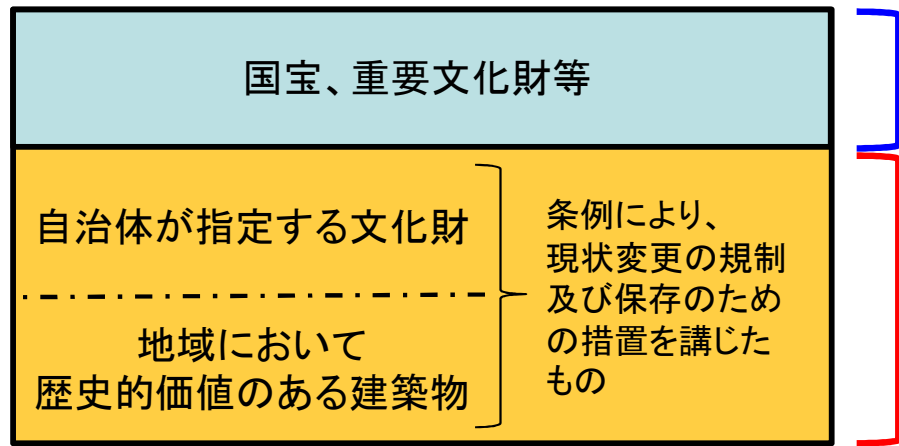 国宝、重要文化財等
自治体が指定する文化財
地域において
歴史的価値のある建築物
条例により、
現状変更の規制
及び保存のため
の措置を講じた
もの